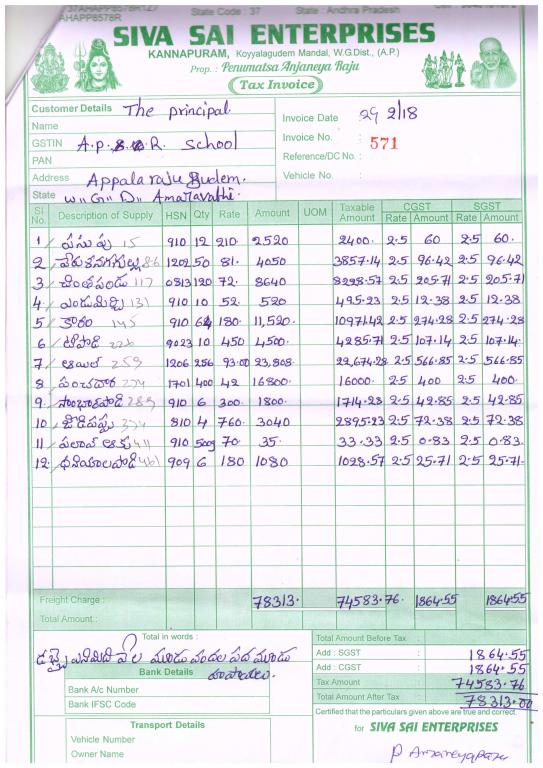 37AHAPP8578R1Z7 State Code : 37 State : Andhra Pradesh
AHAPP8578R
SIVA SAI ENTERPRISES
KANNAPURAM, Koyyalagudem Mandal, W.G.Dist., (A.P.)
Prop. : Penumatsa Anjaneya Raju
Tax Invoice
Customer Details The principal
Name
GSTIN A.P. R. School
PAN
Address Appalaraju Gudem.
State W,, G,, D,, Amaravathi.
Invoice Date 29 2/18
Invoice No. : 571
Reference/DC No. :
Vehicle No. :
Sl No. Description of Supply HSN Qty Rate Amount UOM Taxable Amount CGST Rate Amount SGST Rate Amount
1 పసుపు 15 910 12 210 2520 2400. 2.5 60 2.5 60.
2 వేరుశనగగుళ్ళు 86 1202 50 81. 4050 3857.14 2.5 96.42 2.5 96.42
3 చింతపండు 117 0813 120 72. 8640 8228.57 2.5 205.71 2.5 205.71
4 ఎండుమిర్చి 131 910 10 52. 520 495.23 2.5 12.38 2.5 12.38
5 కారం 145 910 64 180. 11,520 10971.42 2.5 274.28 2.5 274.28
6 టీపొడి 226 9023 10 450 4500. 4285.71 2.5 107.14 2.5 107.14.
7 ఆయిల్ 259 1206 256 93.00 23,808. 22,674.28 2.5 566.85 2.5 566.85
8 పంచదార 274 1701 400 42 16800. 16000. 2.5 400 2.5 400.
9 సాంబారుపొడి 289 910 6 300. 1800. 1714.28 2.5 42.85 2.5 42.85
10 జీడిపప్పు 374 810 4 760. 3040 2895.23 2.5 72.38 2.5 72.38
11 పలావ్ ఆకు 411 910 500g 70. 35. 33.33 2.5 0.83 2.5 0.83.
12. ధనియాలపొడి 461 909 6 180 1080 1028.57 2.5 25.71 2.5 25.71.
Freight Charge : 78313. 74583.76. 1864.55 1864.55
Total Amount :
Total in words :
డబ్బై ఎనిమిది వేల మూడు వందల పద మూడు
రూపాయలు.
Bank Details
Bank A/c Number
Bank IFSC Code
Transport Details
Vehicle Number
Owner Name
Total Amount Before Tax :
Add : SGST : 1864.55
Add : CGST : 1864.55
Tax Amount : 74583.76
Total Amount After Tax : 78313.00
Certified that the particulars given above are true and correct.
for SIVA SAI ENTERPRISES
P Anjaneyaraju